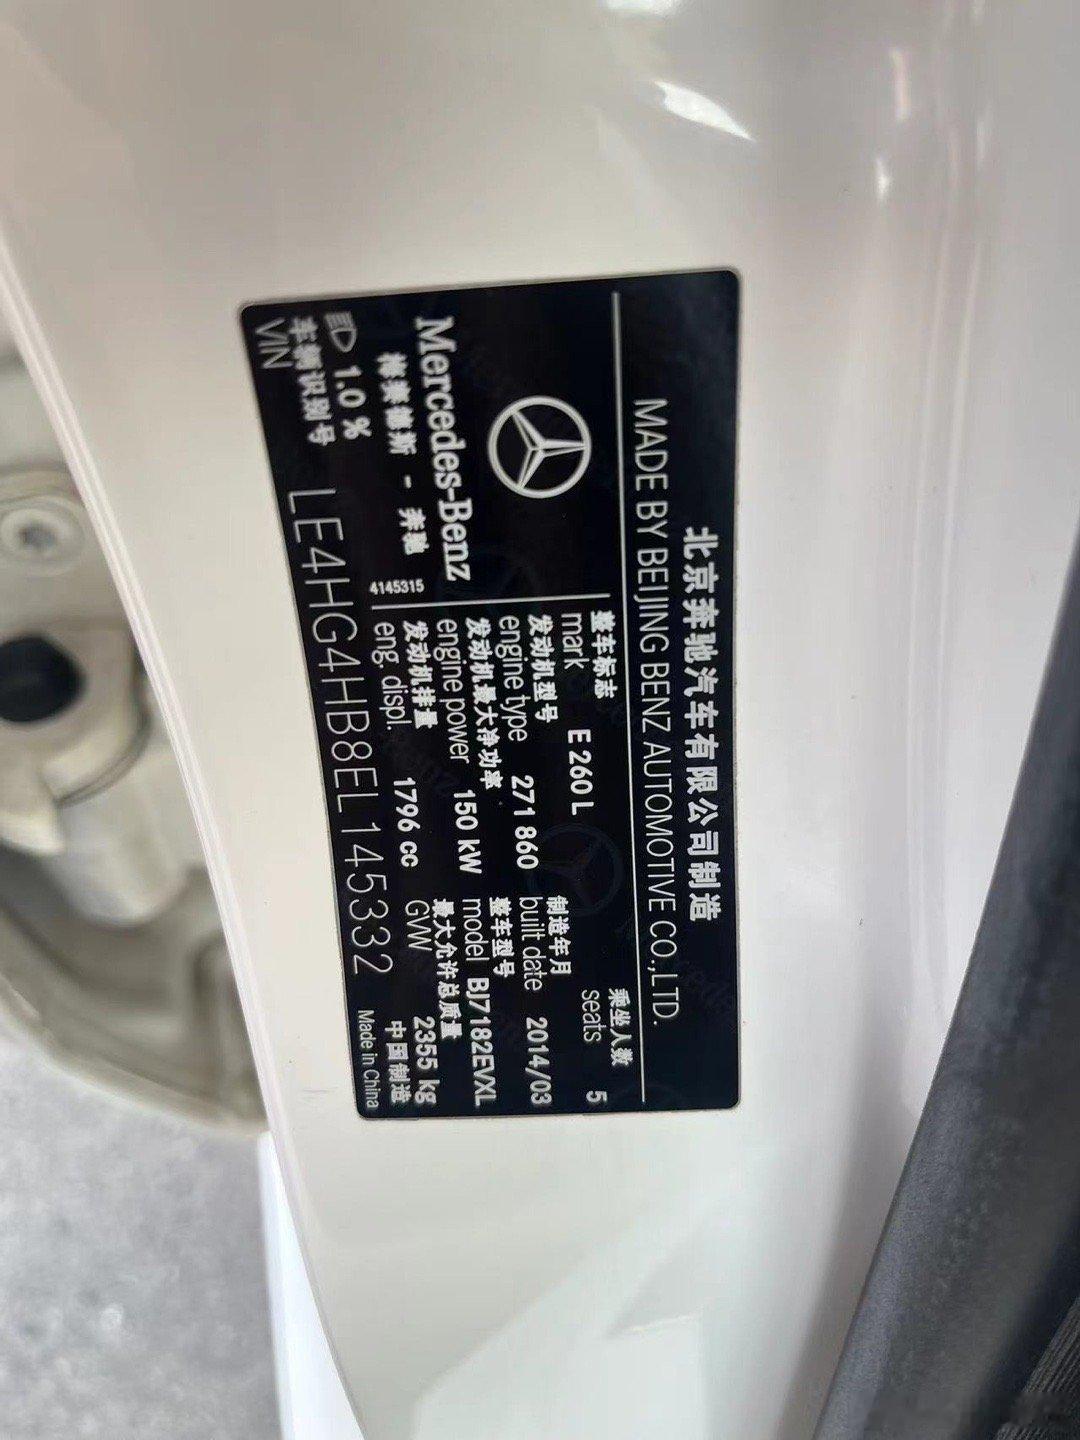 北京奔驰汽车有限公司制造
MADE BY BEIJING BENZ AUTOMOTIVE CO.,LTD.
整车标志
mark E 260 L
乘坐人数
seats 5
发动机型号
engine type 271 860
制造年月
built date 2014/03
发动机最大净功率
engine power 150 kW
整车型号
model BJ7182EVXL
发动机排量
eng. displ. 1796 cc
最大允许总质量
GVW 2355 kg
Mercedes-Benz
梅赛德斯 - 奔驰
4145315
1.0 %
中国制造
Made in China
车辆识别号
VIN LE4HG4HB8EL145332